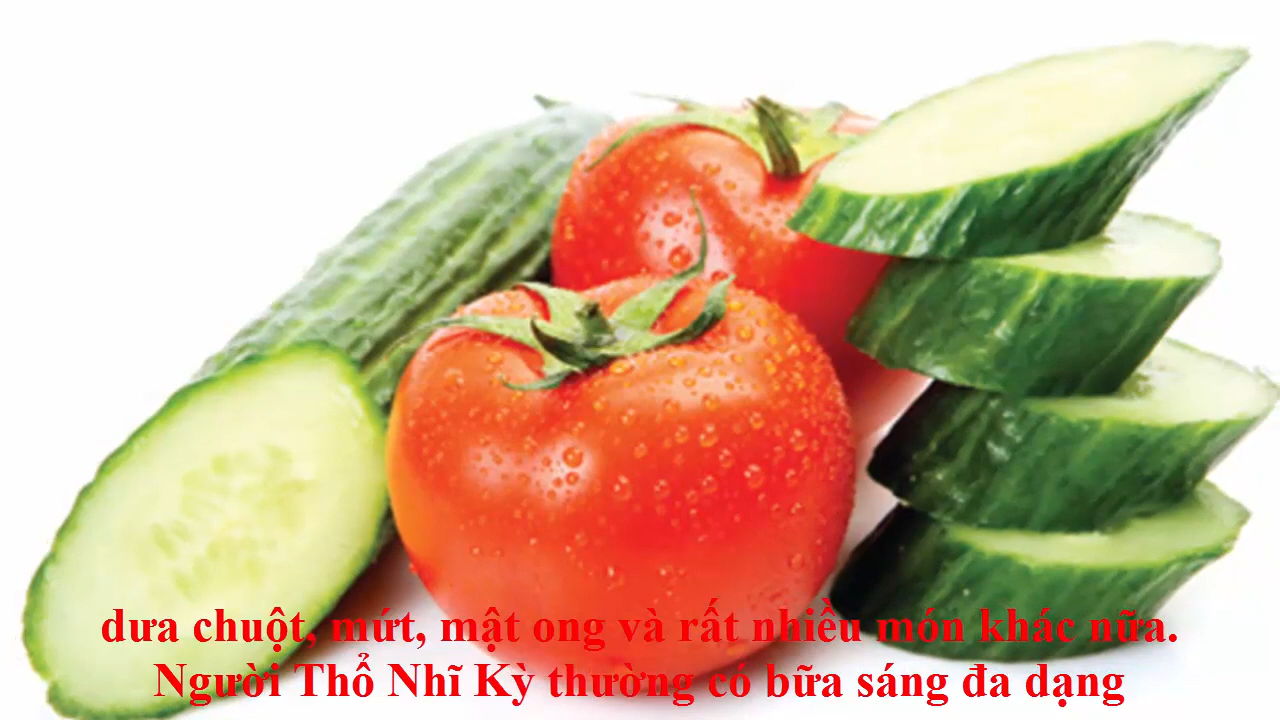 dưa chuột, mứt, mật ong và rất nhiều món khác nữa.
Người Thổ Nhĩ Kỳ thường có bữa sáng đa dạng